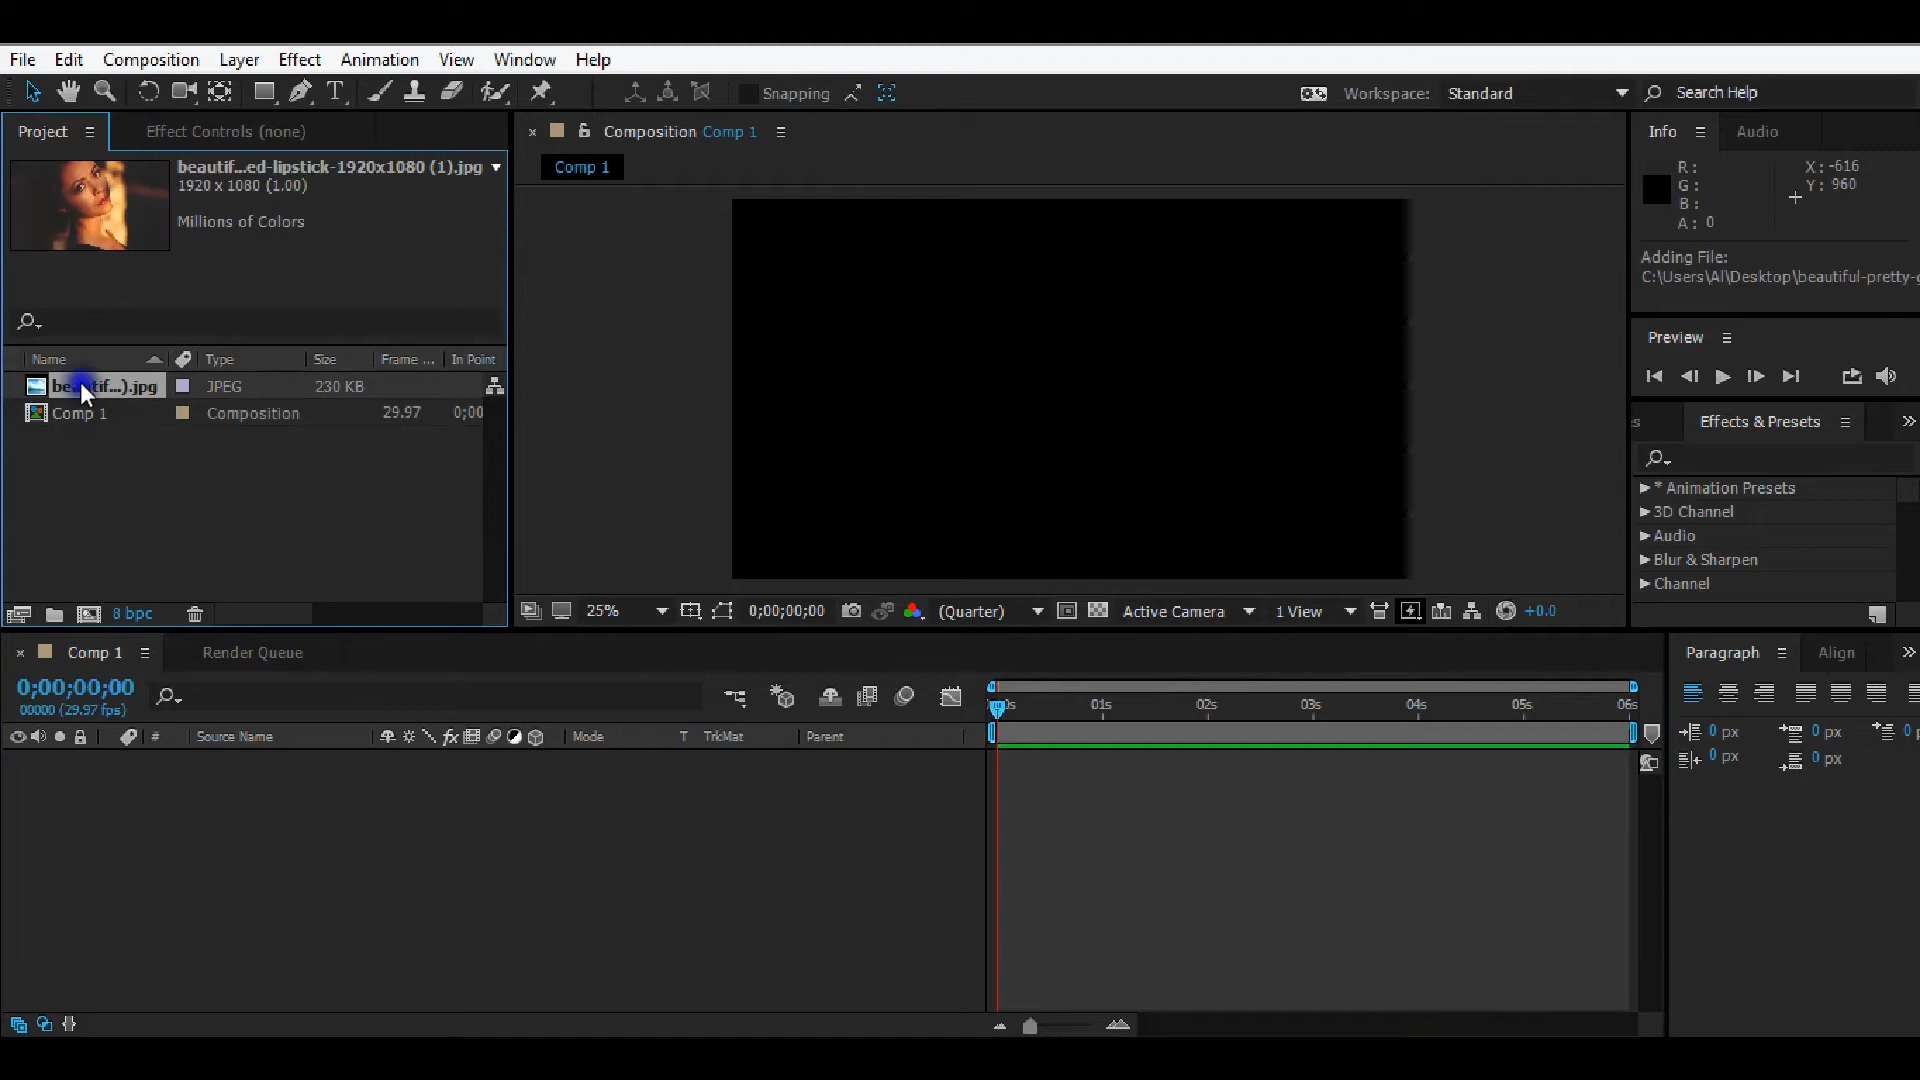 File Edit Composition Layer Effect Animation View Window Help
Snapping
Workspace: Standard
Search Help
Project
Effect Controls (none)
beautif...ed-lipstick-1920x1080 (1).jpg
1920 x 1080 (1.00)
Millions of Colors
Name Type Size Frame ... In Point
beautif...).jpg JPEG 230 KB
Comp 1 Composition 29.97 0;00
8 bpc
Composition Comp 1
Comp 1
25% 0;00;00;00 (Quarter) Active Camera 1 View +0.0
Info Audio
R: X: -616
G: Y: 960
B:
A: 0
Adding File:
C:\Users\Al\Desktop\beautiful-pretty-g
Preview
Effects & Presets
* Animation Presets
3D Channel
Audio
Blur & Sharpen
Channel
Comp 1
Render Queue
0;00;00;00
00000 (29.97 fps)
# Source Name Mode T TrkMat Parent
01s 02s 03s 04s 05s 06s
Paragraph Align
0 px 0 px
0 px 0 px